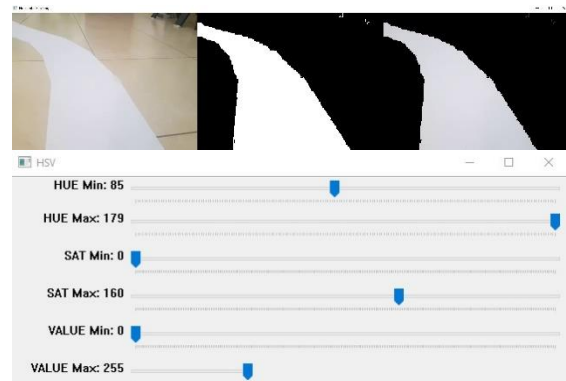 HSV
HUE Min: 85
HUE Max: 179
SAT Min: 0
SAT Max: 160
VALUE Min: 0
VALUE Max: 255